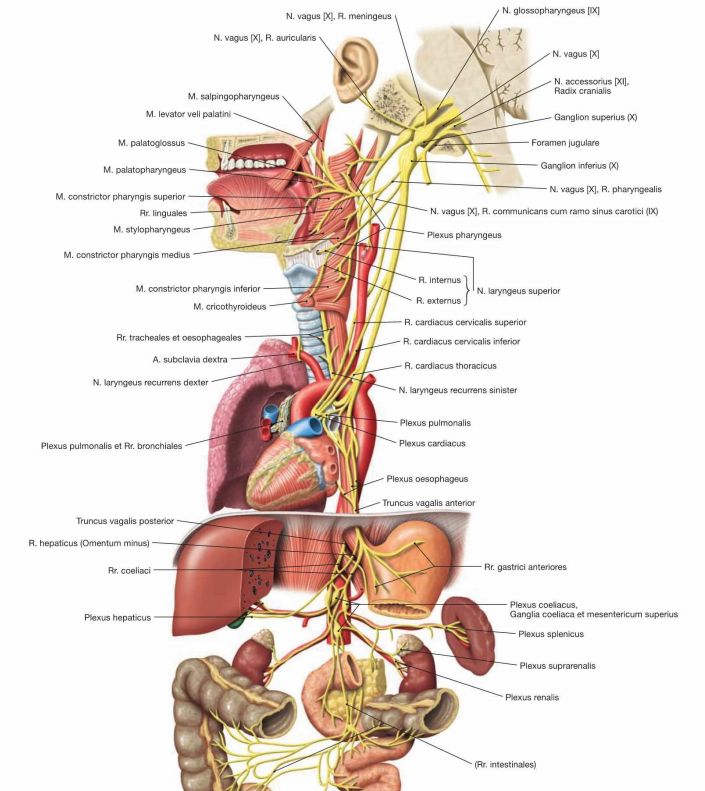 N. vagus [X], R. meningeus
N. glossopharyngeus [IX]
N. vagus [X], R. auricularis
N. vagus [X]
N. accessorius [XI],
Radix cranialis
M. salpingopharyngeus
M. levator veli palatini
Ganglion superius (X)
M. palatoglossus
Foramen jugulare
M. palatopharyngeus
Ganglion inferius (X)
M. constrictor pharyngis superior
N. vagus [X], R. pharyngealis
Rr. linguales
N. vagus [X], R. communicans cum ramo sinus carotici (IX)
M. stylopharyngeus
Plexus pharyngeus
M. constrictor pharyngis medius
R. internus
N. laryngeus superior
M. constrictor pharyngis inferior
R. externus
M. cricothyroideus
R. cardiacus cervicalis superior
Rr. tracheales et oesophageales
R. cardiacus cervicalis inferior
A. subclavia dextra
R. cardiacus thoracicus
N. laryngeus recurrens dexter
N. laryngeus recurrens sinister
Plexus pulmonalis
Plexus pulmonalis et Rr. bronchiales
Plexus cardiacus
Plexus oesophageus
Truncus vagalis anterior
Truncus vagalis posterior
R. hepaticus (Omentum minus)
Rr. coeliaci
Rr. gastrici anteriores
Plexus hepaticus
Plexus coeliacus,
Ganglia coeliaca et mesentericum superius
Plexus splenicus
Plexus suprarenalis
Plexus renalis
(Rr. intestinales)